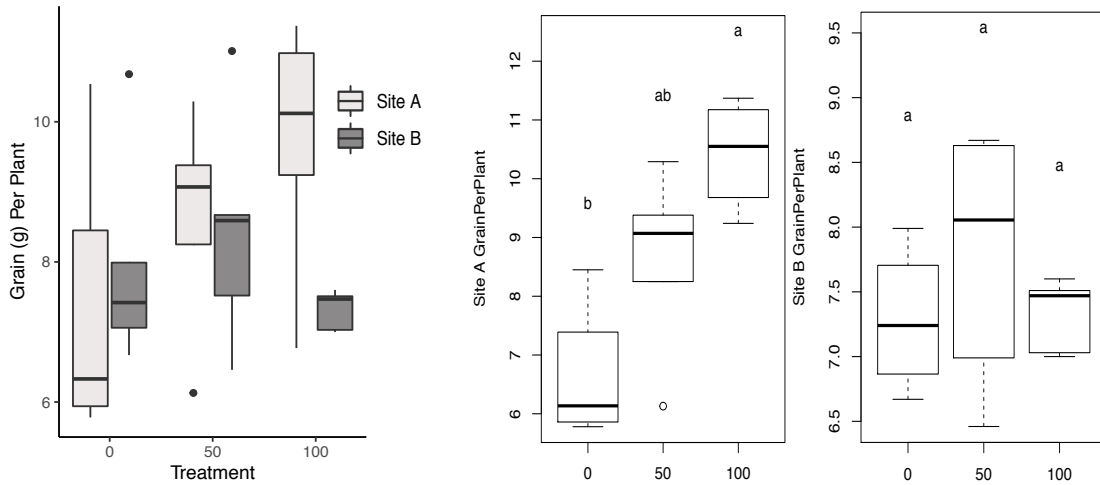 Grain (g) Per Plant
10
8
6
0
50
100
Treatment
Site A
Site B
Site A GrainPerPlant
12
11
10
9
8
7
6
b
ab
a
0
50
100
Site B GrainPerPlant
9.5
9.0
8.5
8.0
7.5
7.0
6.5
a
a
a
0
50
100